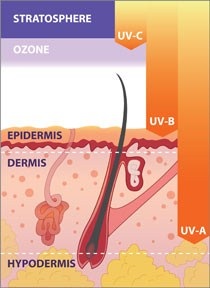 STRATOSPHERE
UV-C
OZONE
UV-B
EPIDERMIS
DERMIS
UV-A
HYPODERMIS